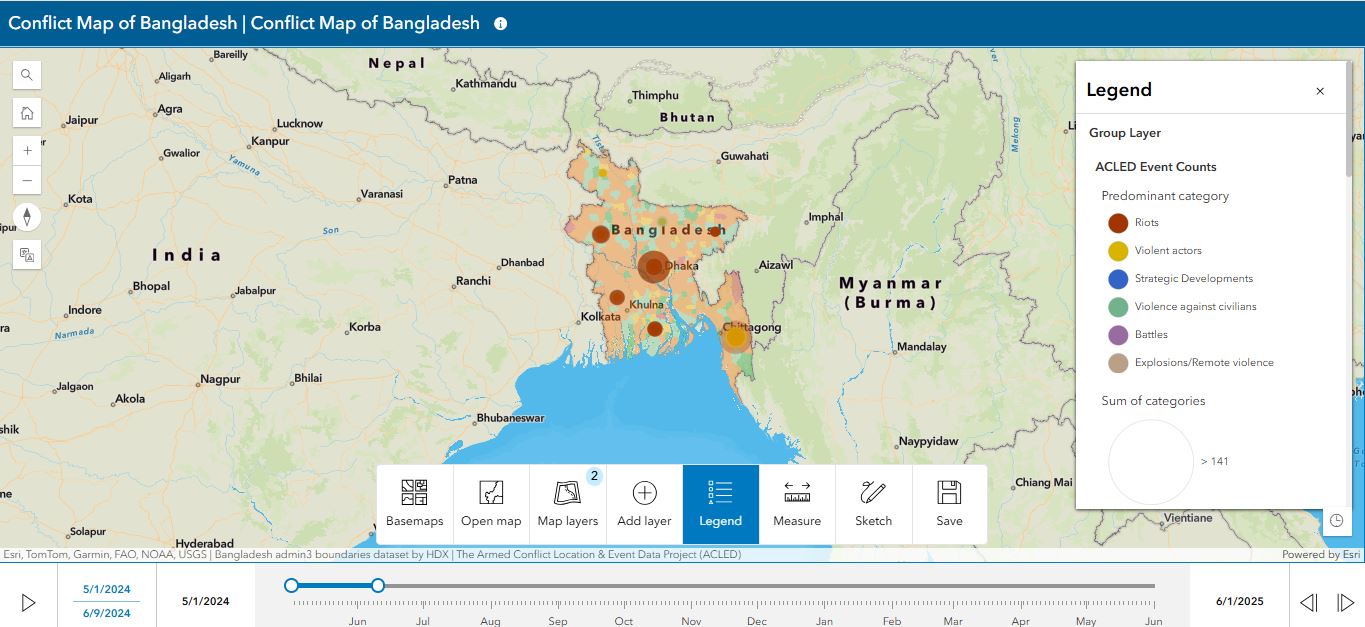 Conflict Map of Bangladesh | Conflict Map of Bangladesh
Bareilly
Nepal
Aligarh
Kathmandu
Thimphu
Agra
Bhutan
Jaipur
Lucknow
Kanpur
Gwalior
Yamuna
Guwahati
Mekong
Patna
Kota
Varanasi
Imphal
Son
Bangladesh
India
Dhanbad
Dhaka
Aizawl
Bhopal
Jabalpur
Ranchi
Myanmar
(Burma)
Indore
Khulna
Kolkata
Narmada
Korba
Chittagong
Mandalay
Jalgaon
Nagpur
Bhilai
Akola
Bhubaneswar
Naypyidaw
Chiang Mai
Vientiane
Solapur
Hyderabad
Legend
Group Layer
ACLED Event Counts
Predominant category
Riots
Violent actors
Strategic Developments
Violence against civilians
Battles
Explosions/Remote violence
Sum of categories
> 141
2
Basemaps
Open map
Map layers
Add layer
Legend
Measure
Sketch
Save
Esri, TomTom, Garmin, FAO, NOAA, USGS | Bangladesh admin3 boundaries dataset by HDX | The Armed Conflict Location & Event Data Project (ACLED)
Powered by Esri
5/1/2024
6/9/2024
5/1/2024
Jun Jul Aug Sep Oct Nov Dec Jan Feb Mar Apr May Jun
6/1/2025